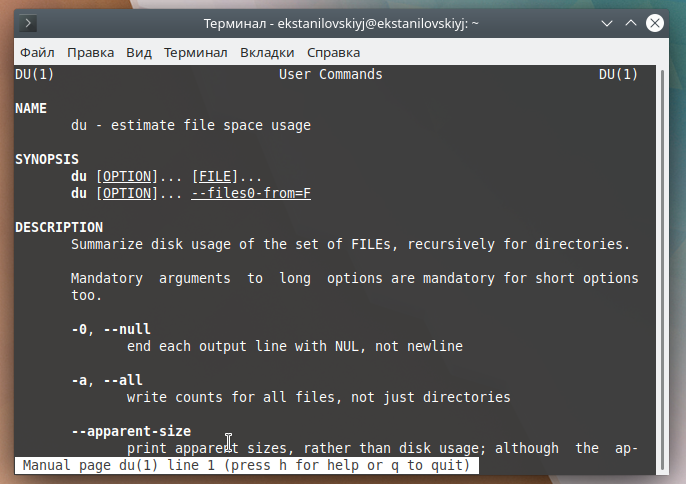 Терминал - ekstanilovskiyj@ekstanilovskiyj: ~
Файл Правка Вид Терминал Вкладки Справка
DU(1) User Commands DU(1)
NAME
du - estimate file space usage
SYNOPSIS
du [OPTION]... [FILE]...
du [OPTION]... --files0-from=F
DESCRIPTION
Summarize disk usage of the set of FILEs, recursively for directories.
Mandatory arguments to long options are mandatory for short options
too.
-0, --null
end each output line with NUL, not newline
-a, --all
write counts for all files, not just directories
--apparent-size
print apparent sizes, rather than disk usage; although the ap-
Manual page du(1) line 1 (press h for help or q to quit)